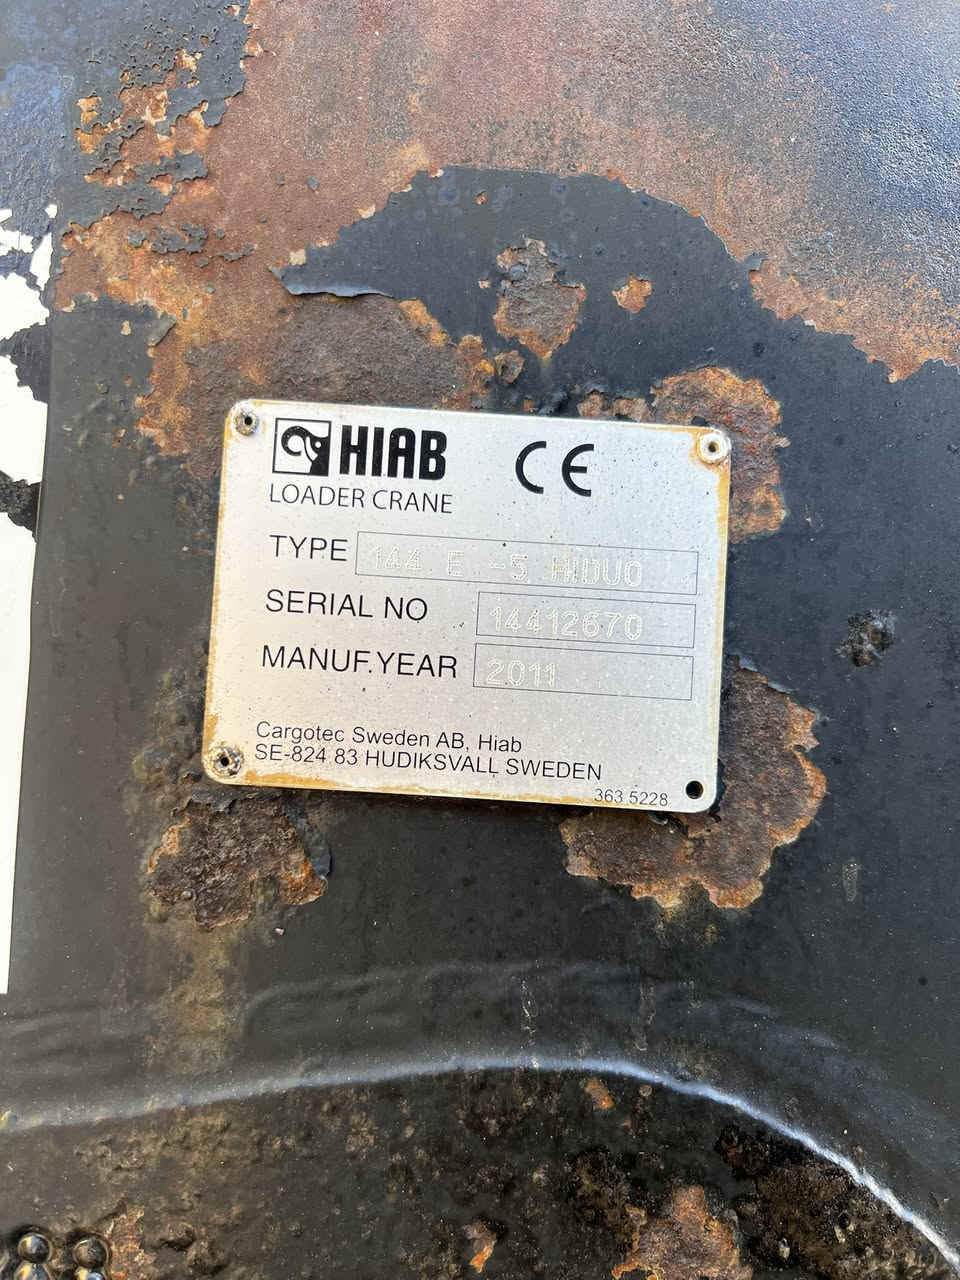 HIAB CE
LOADER CRANE
TYPE 144 E -5 HIDUO
SERIAL NO 14412670
MANUF.YEAR 2011
Cargotec Sweden AB, Hiab
SE-824 83 HUDIKSVALL SWEDEN
363 5228